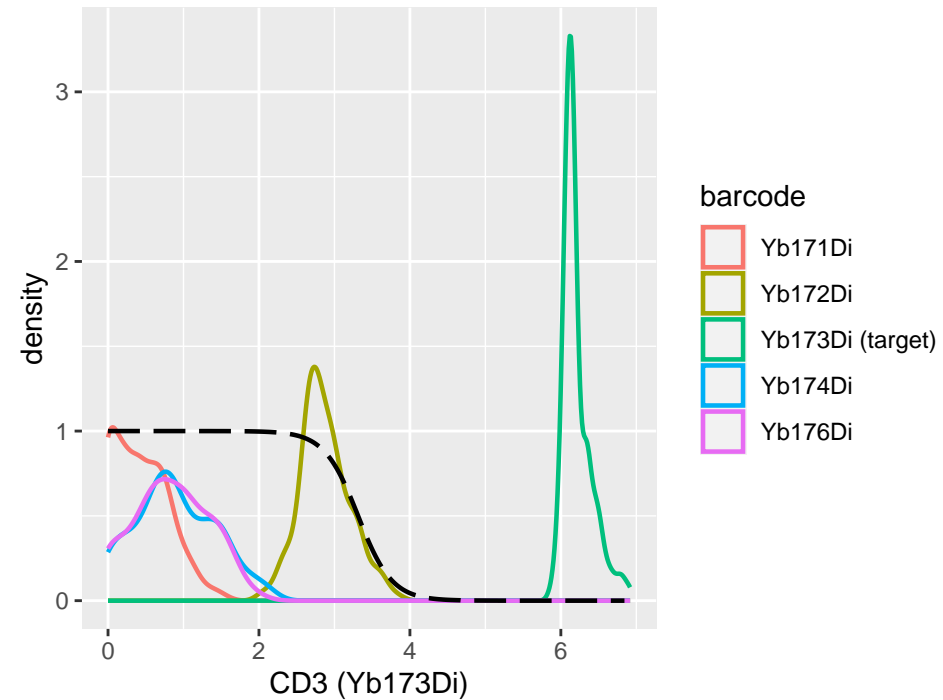 density
3
2
1
0
0
2
4
6
CD3 (Yb173Di)
barcode
Yb171Di
Yb172Di
Yb173Di (target)
Yb174Di
Yb176Di